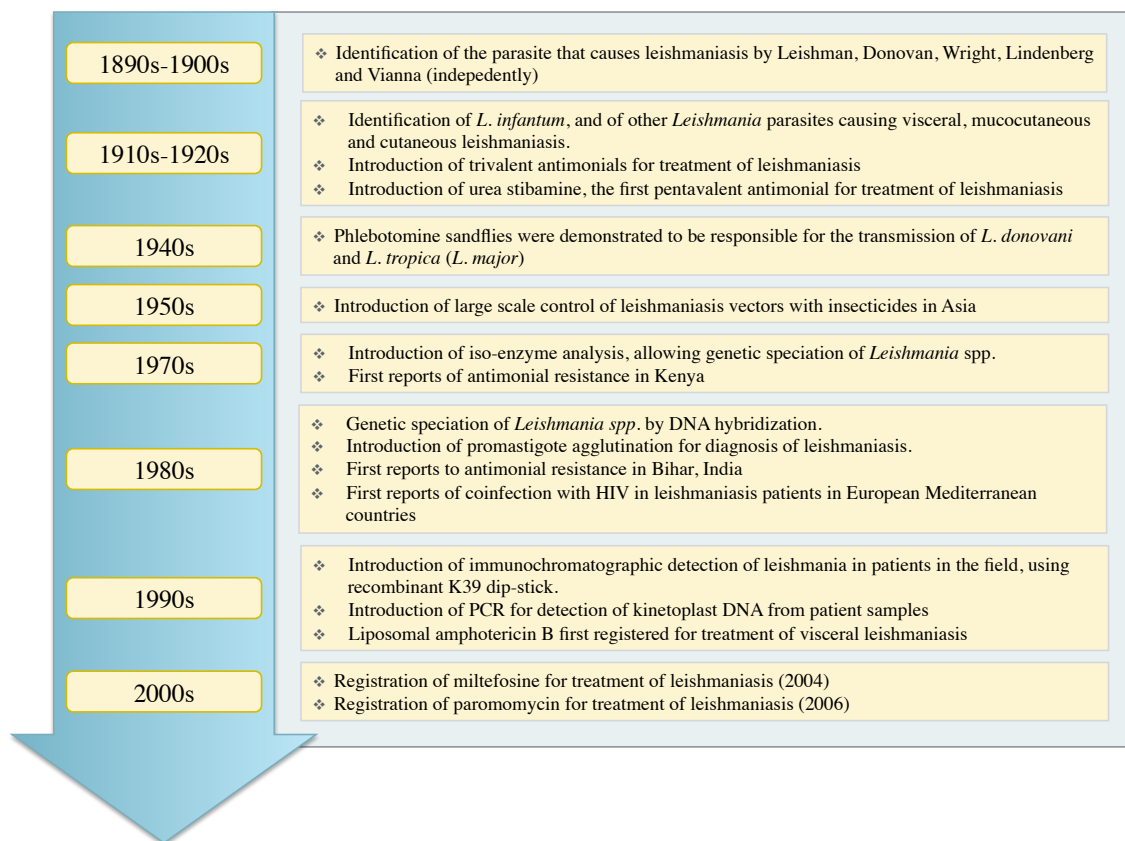 1890s-1900s
❖ Identification of the parasite that causes leishmaniasis by Leishman, Donovan, Wright, Lindenberg
and Vianna (indepedently)
1910s-1920s
❖ Identification of L. infantum, and of other Leishmania parasites causing visceral, mucocutaneous
and cutaneous leishmaniasis.
❖ Introduction of trivalent antimonials for treatment of leishmaniasis
❖ Introduction of urea stibamine, the first pentavalent antimonial for treatment of leishmaniasis
1940s
❖ Phlebotomine sandflies were demonstrated to be responsible for the transmission of L. donovani
and L. tropica (L. major)
1950s
❖ Introduction of large scale control of leishmaniasis vectors with insecticides in Asia
1970s
❖ Introduction of iso-enzyme analysis, allowing genetic speciation of Leishmania spp.
❖ First reports of antimonial resistance in Kenya
1980s
❖ Genetic speciation of Leishmania spp. by DNA hybridization.
❖ Introduction of promastigote agglutination for diagnosis of leishmaniasis.
❖ First reports to antimonial resistance in Bihar, India
❖ First reports of coinfection with HIV in leishmaniasis patients in European Mediterranean
countries
1990s
❖ Introduction of immunochromatographic detection of leishmania in patients in the field, using
recombinant K39 dip-stick.
❖ Introduction of PCR for detection of kinetoplast DNA from patient samples
❖ Liposomal amphotericin B first registered for treatment of visceral leishmaniasis
2000s
❖ Registration of miltefosine for treatment of leishmaniasis (2004)
❖ Registration of paromomycin for treatment of leishmaniasis (2006)